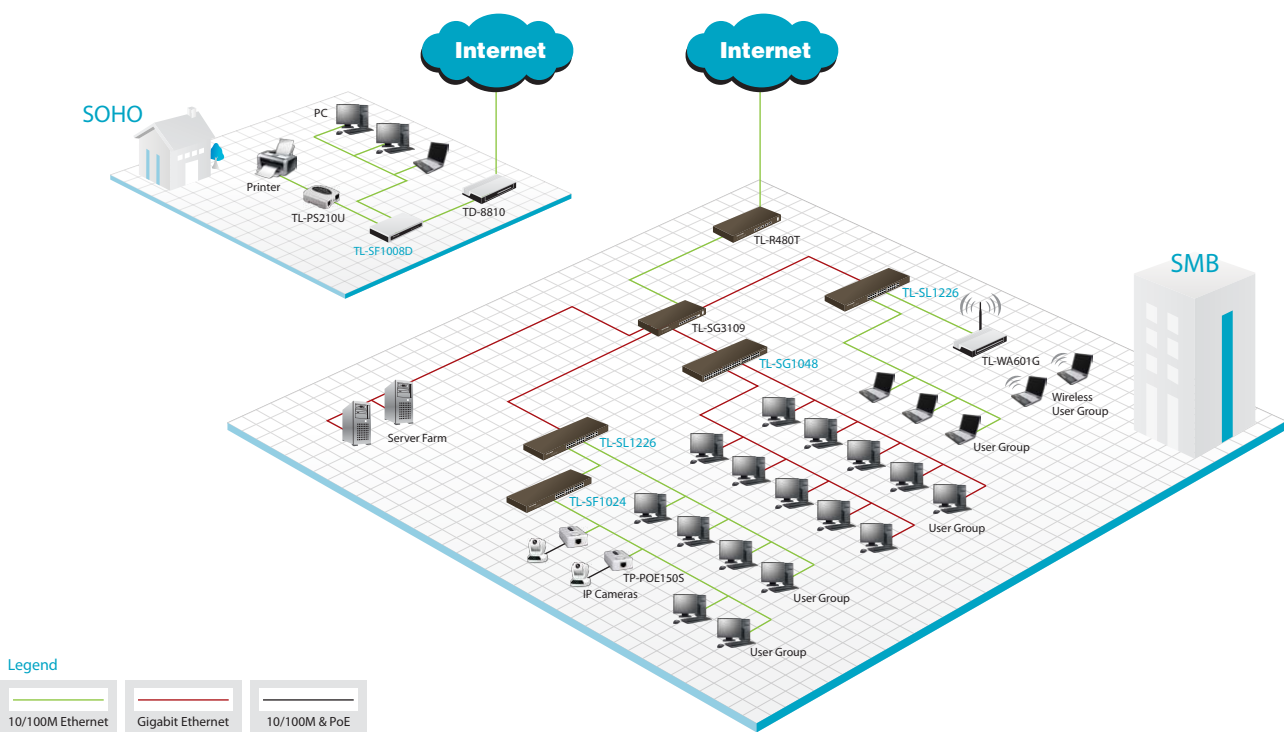 Internet
Internet
SOHO
PC
Printer
TL-PS210U
TD-8810
TL-SF1008D
TL-R480T
SMB
TL-SL1226
TL-SG3109
TL-WA601G
TL-SG1048
Wireless
User Group
Server Farm
TL-SL1226
User Group
TL-SF1024
User Group
TP-POE150S
IP Cameras
User Group
User Group
Legend
10/100M Ethernet
Gigabit Ethernet
10/100M & PoE